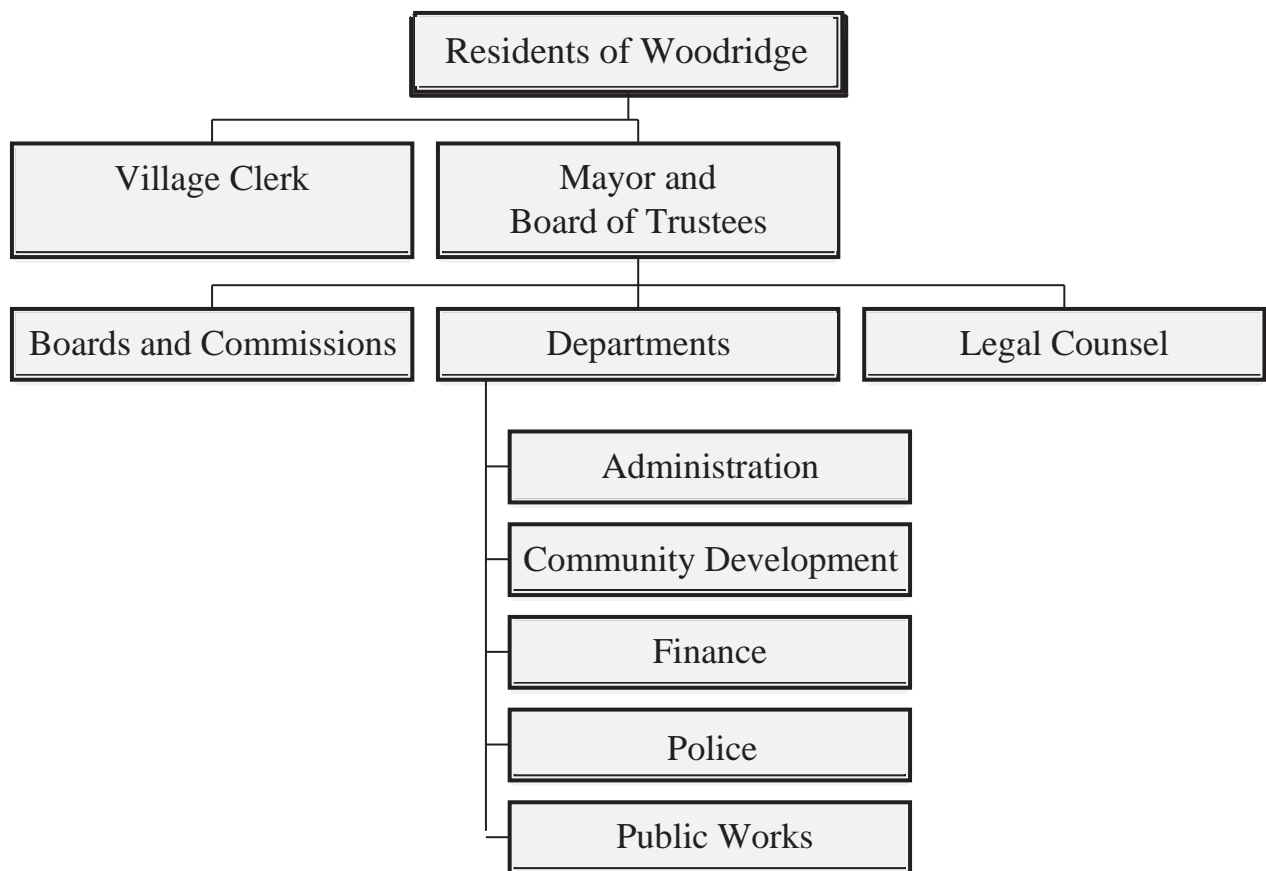 Residents of Woodridge
Village Clerk
Mayor and
Board of Trustees
Boards and Commissions
Departments
Legal Counsel
Administration
Community Development
Finance
Police
Public Works